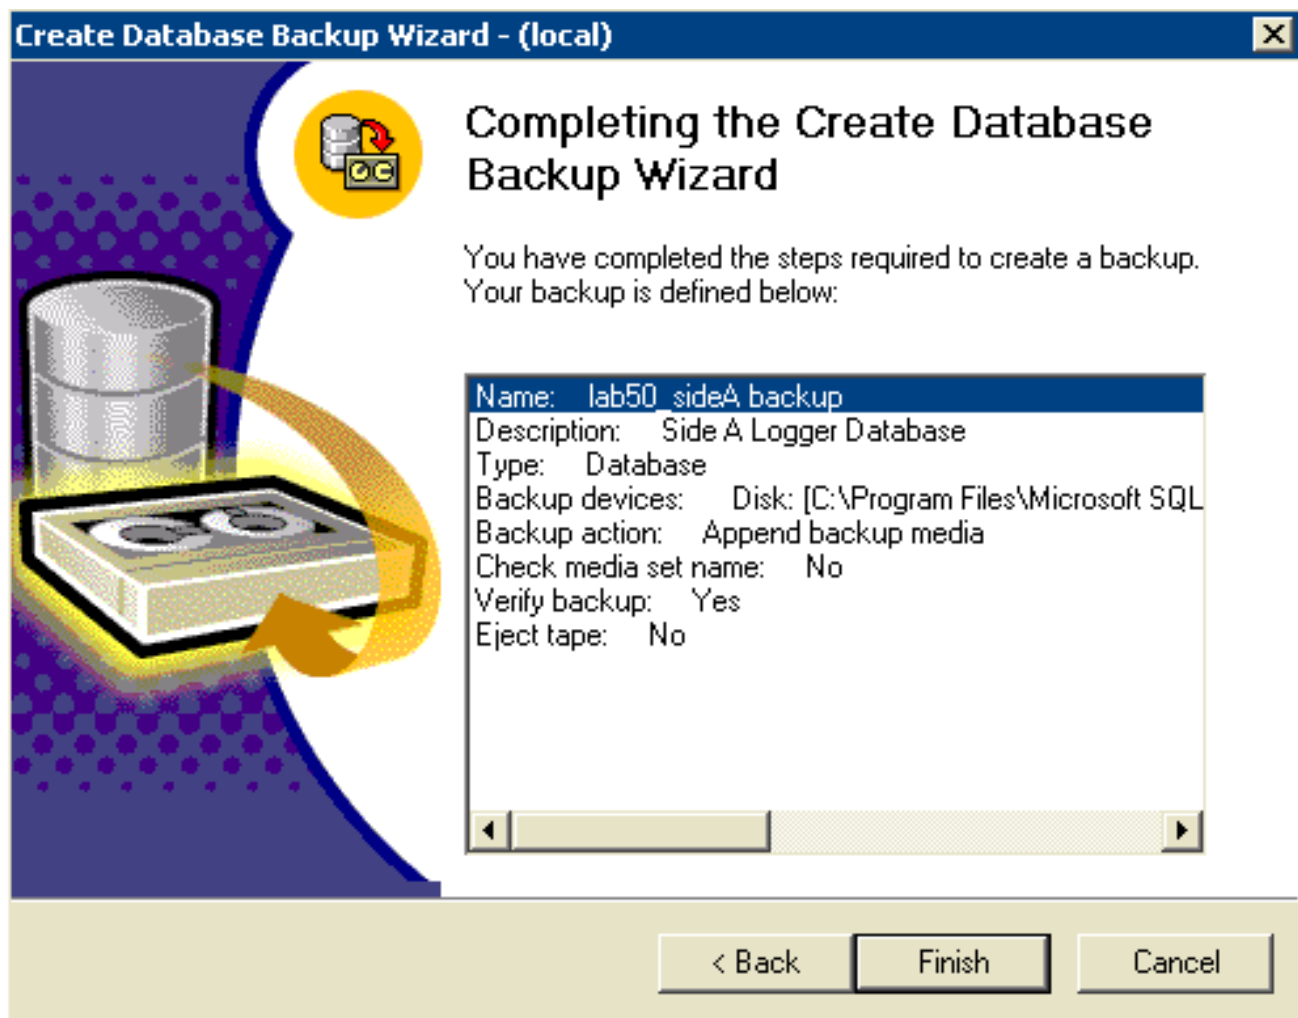 Create Database Backup Wizard - (local)
Completing the Create Database
Backup Wizard
You have completed the steps required to create a backup.
Your backup is defined below:
Name: lab50_sideA backup
Description: Side A Logger Database
Type: Database
Backup devices: Disk: [C:\Program Files\Microsoft SQL
Backup action: Append backup media
Check media set name: No
Verify backup: Yes
Eject tape: No
< Back Finish Cancel